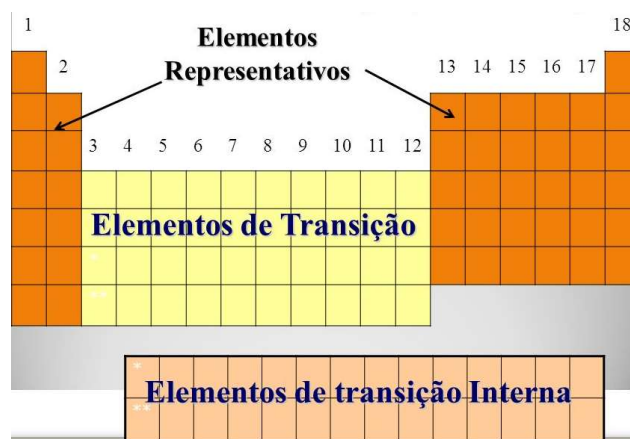 1 18
Elementos
Representativos
2 13 14 15 16 17
3 4 5 6 7 8 9 10 11 12
Elementos de Transição
*
**
*
Elementos de transição Interna
**